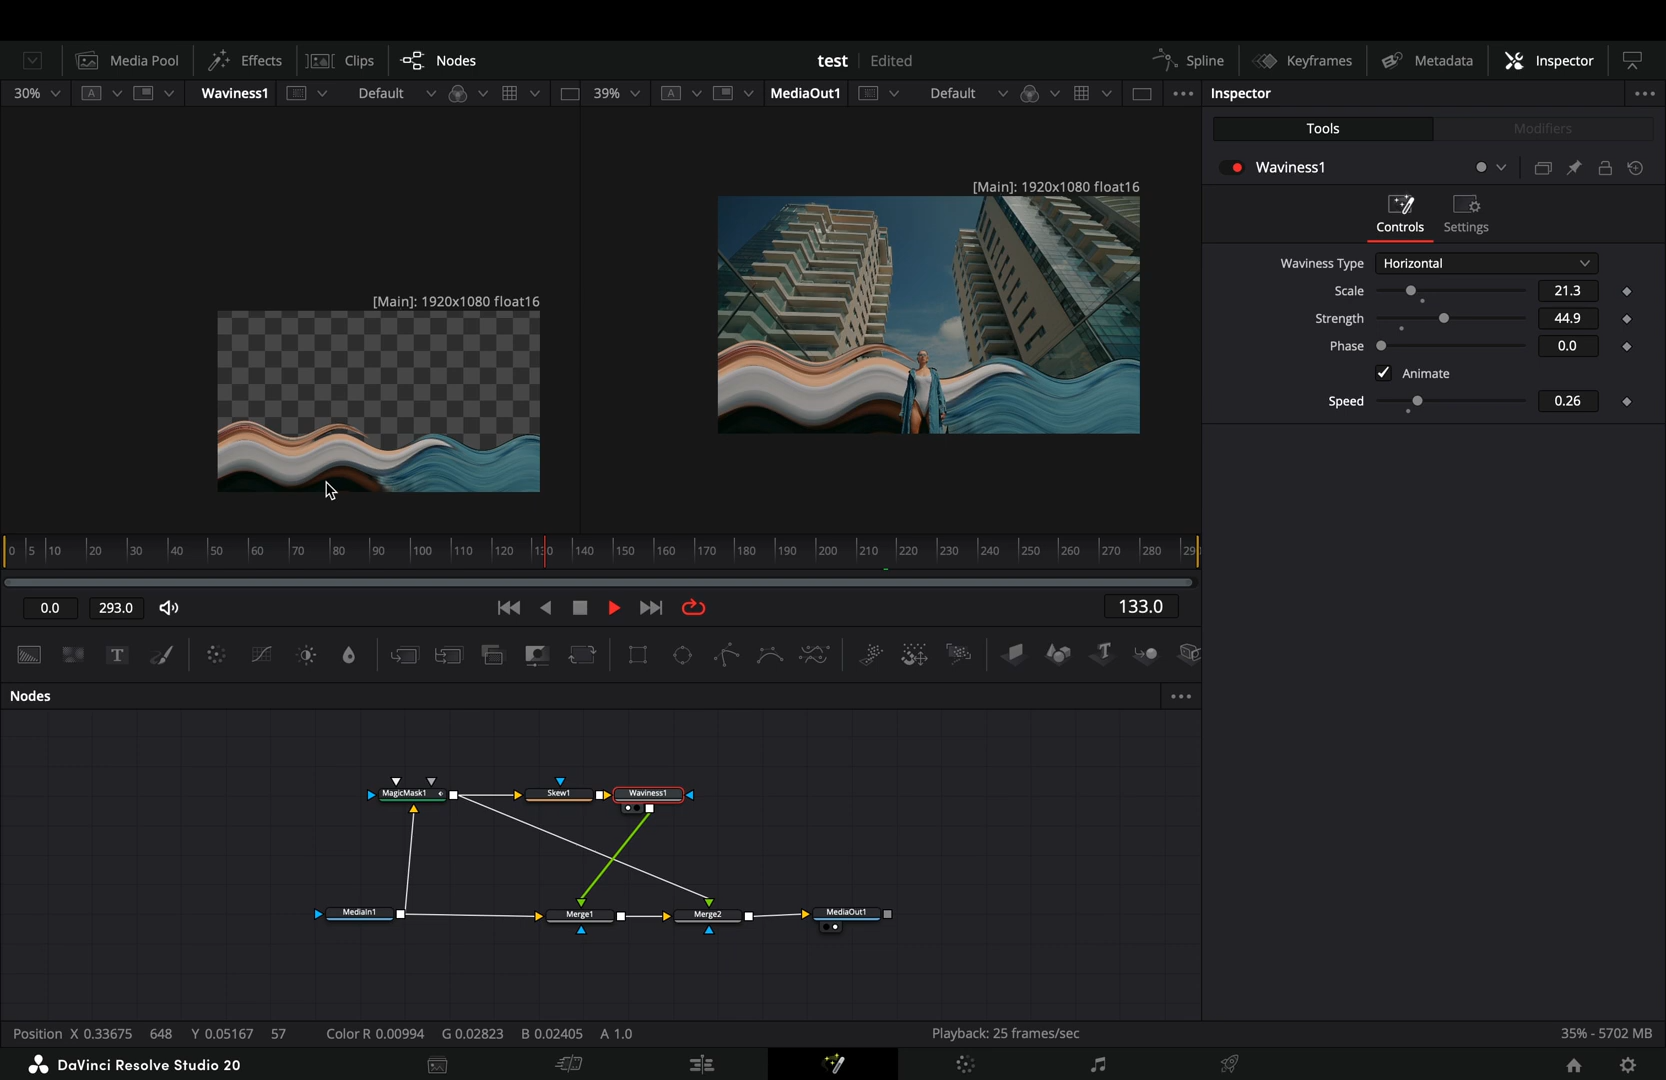 Media Pool Effects Clips Nodes test Edited Spline Keyframes Metadata Inspector
30% A Waviness1 Default 39% A MediaOut1 Default Inspector
Tools Modifiers
Waviness1
[Main]: 1920x1080 float16
Controls Settings
Waviness Type Horizontal
Scale 21.3
[Main]: 1920x1080 float16
Strength 44.9
Phase 0.0
Animate
Speed 0.26
0 5 10 20 30 40 50 60 70 80 90 100 110 120 130 140 150 160 170 180 190 200 210 220 230 240 250 260 270 280 29
0.0 293.0 133.0
T T
Nodes
MagicMask1 Skew1 Waviness1
MediaIn1 Merge1 Merge2 MediaOut1
Position X 0.33675 648 Y 0.05167 57 Color R 0.00994 G 0.02823 B 0.02405 A 1.0 Playback: 25 frames/sec 35% - 5702 MB
DaVinci Resolve Studio 20